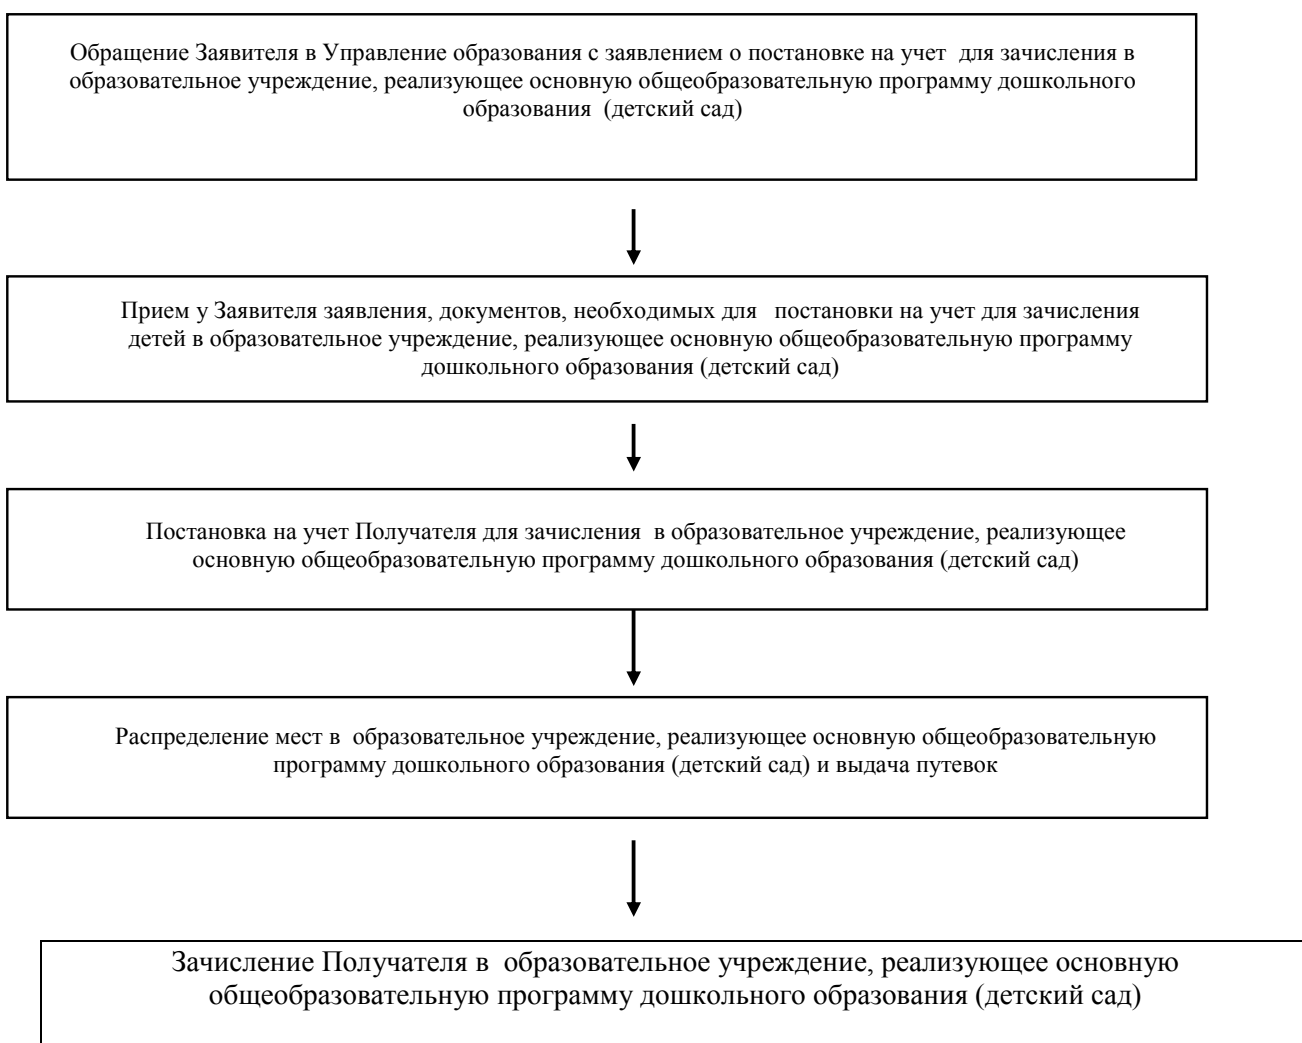 Обращение Заявителя в Управление образования с заявлением о постановке на учет для зачисления в
образовательное учреждение, реализующее основную общеобразовательную программу дошкольного
образования (детский сад)
Прием у Заявителя заявления, документов, необходимых для постановки на учет для зачисления
детей в образовательное учреждение, реализующее основную общеобразовательную программу
дошкольного образования (детский сад)
Постановка на учет Получателя для зачисления в образовательное учреждение, реализующее
основную общеобразовательную программу дошкольного образования (детский сад)
Распределение мест в образовательное учреждение, реализующее основную общеобразовательную
программу дошкольного образования (детский сад) и выдача путевок
Зачисление Получателя в образовательное учреждение, реализующее основную
общеобразовательную программу дошкольного образования (детский сад)